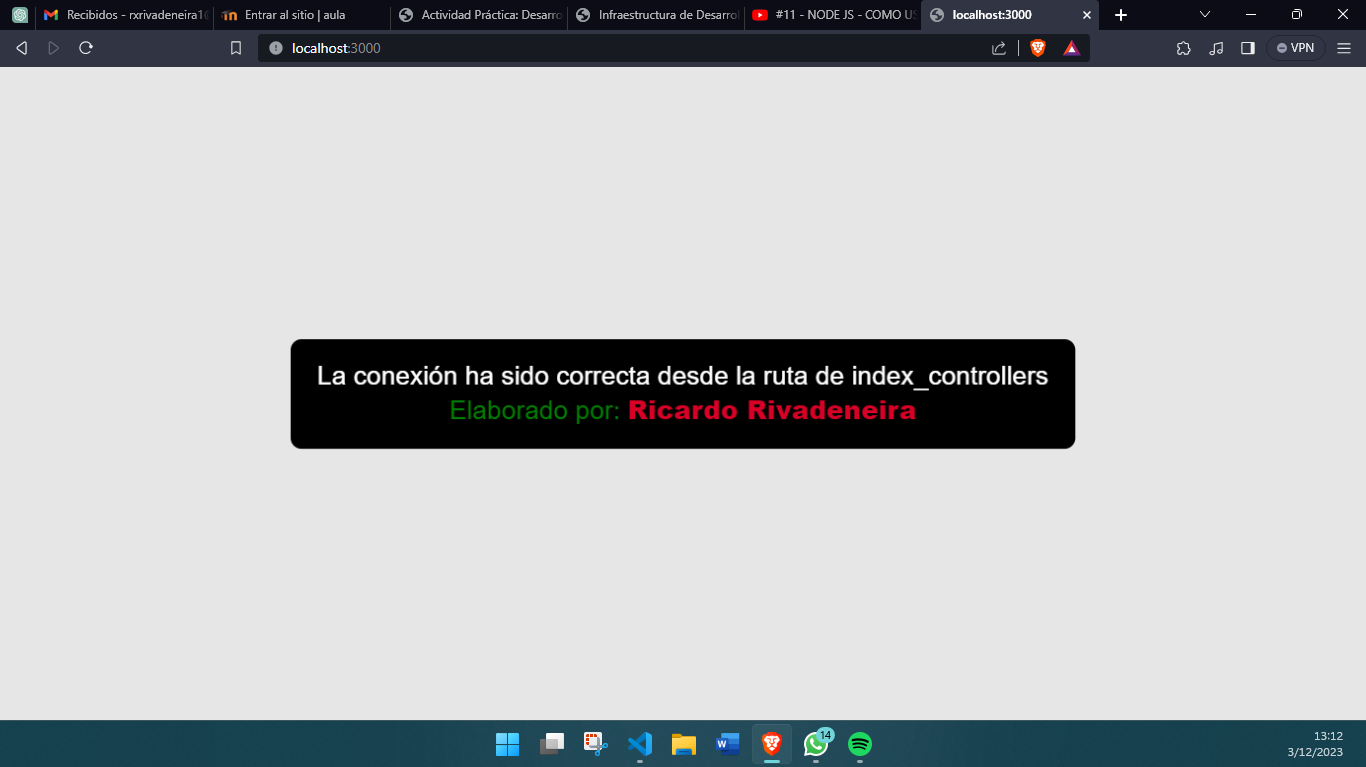 Recibidos - rxrivadeneira1
Entrar al sitio | aula
Actividad Práctica: Desarro
Infraestructura de Desarrol
#11 - NODE JS - COMO US
localhost:3000
localhost:3000
VPN
La conexión ha sido correcta desde la ruta de index_controllers
Elaborado por: Ricardo Rivadeneira
14
13:12
3/12/2023